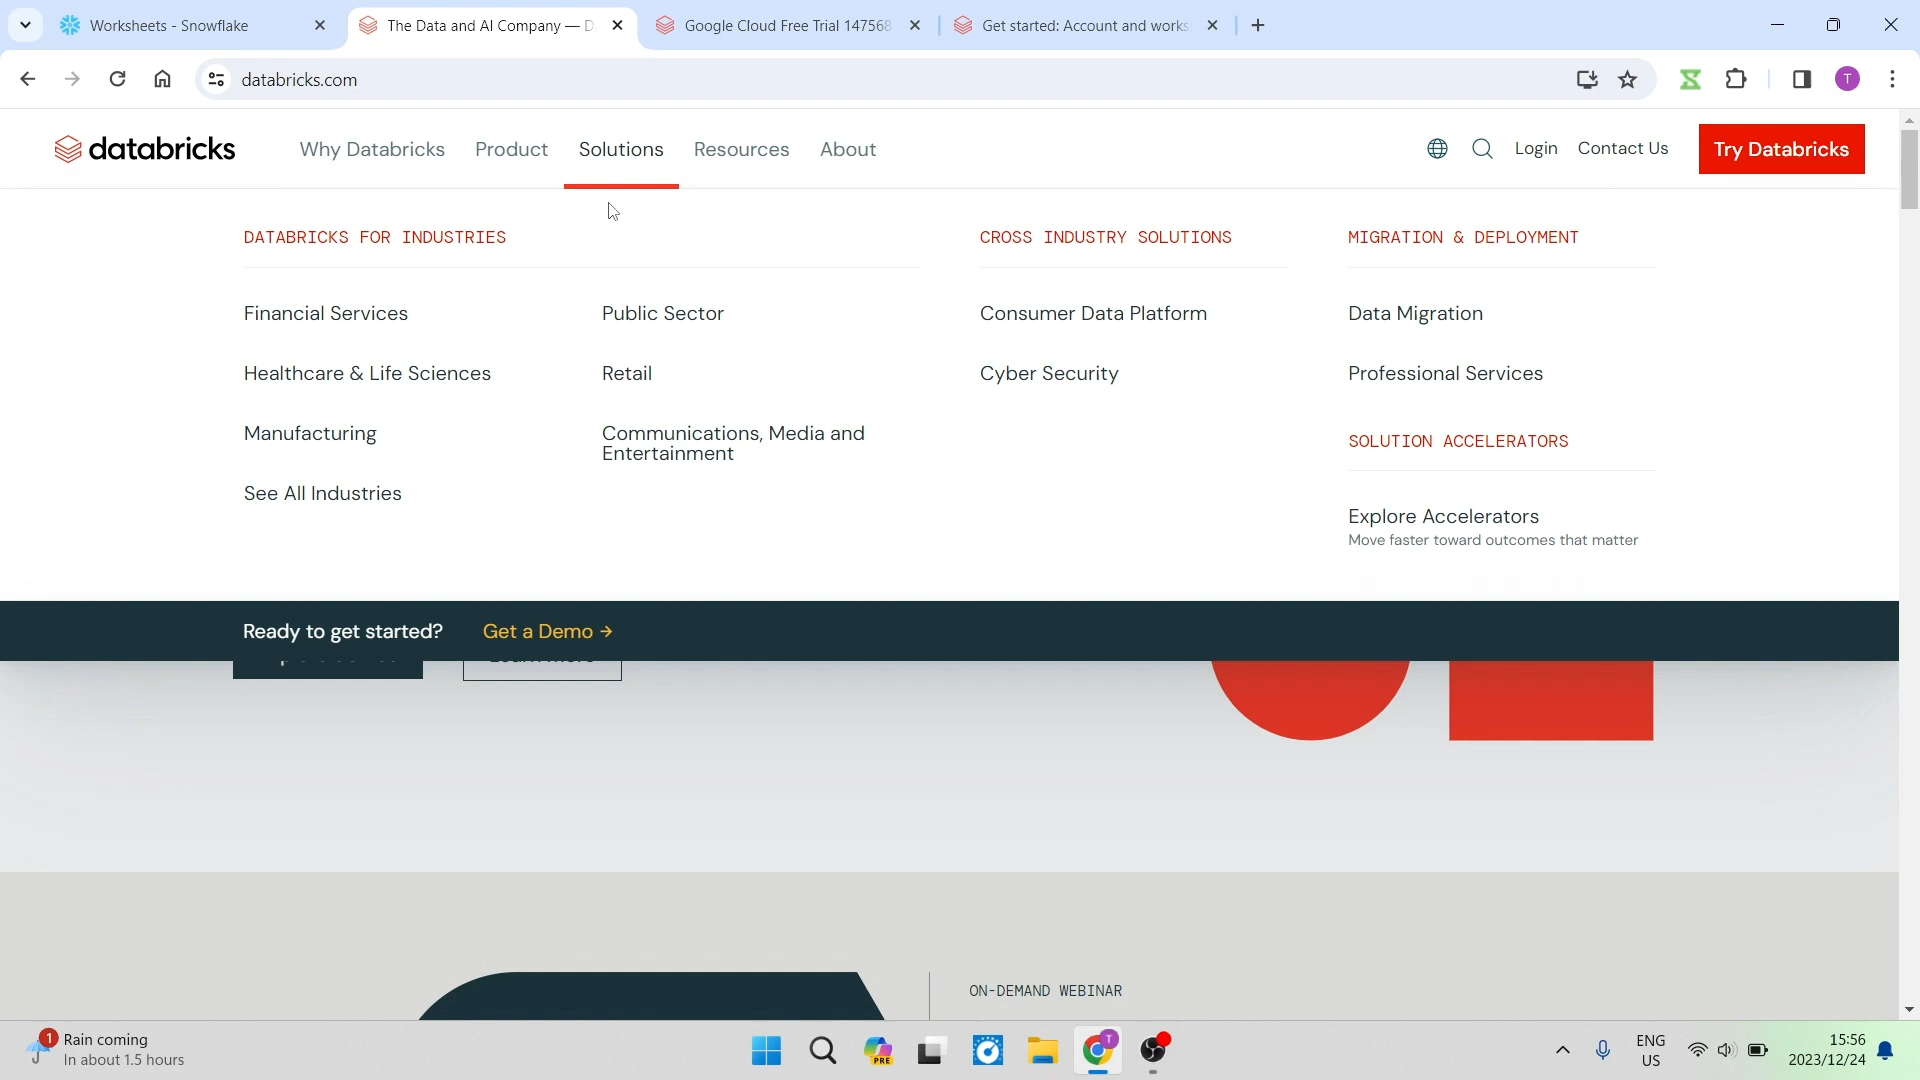 Worksheets - Snowflake
The Data and AI Company — D
Google Cloud Free Trial 147568
Get started: Account and works
databricks.com
T
databricks
Why Databricks
Product
Solutions
Resources
About
Login
Contact Us
Try Databricks
DATABRICKS FOR INDUSTRIES
CROSS INDUSTRY SOLUTIONS
MIGRATION & DEPLOYMENT
Financial Services
Public Sector
Consumer Data Platform
Data Migration
Healthcare & Life Sciences
Retail
Cyber Security
Professional Services
Manufacturing
Communications, Media and
Entertainment
SOLUTION ACCELERATORS
See All Industries
Explore Accelerators
Move faster toward outcomes that matter
Ready to get started?
Get a Demo →
ON-DEMAND WEBINAR
1
Rain coming
In about 1.5 hours
PRE
T
ENG
US
15:56
2023/12/24